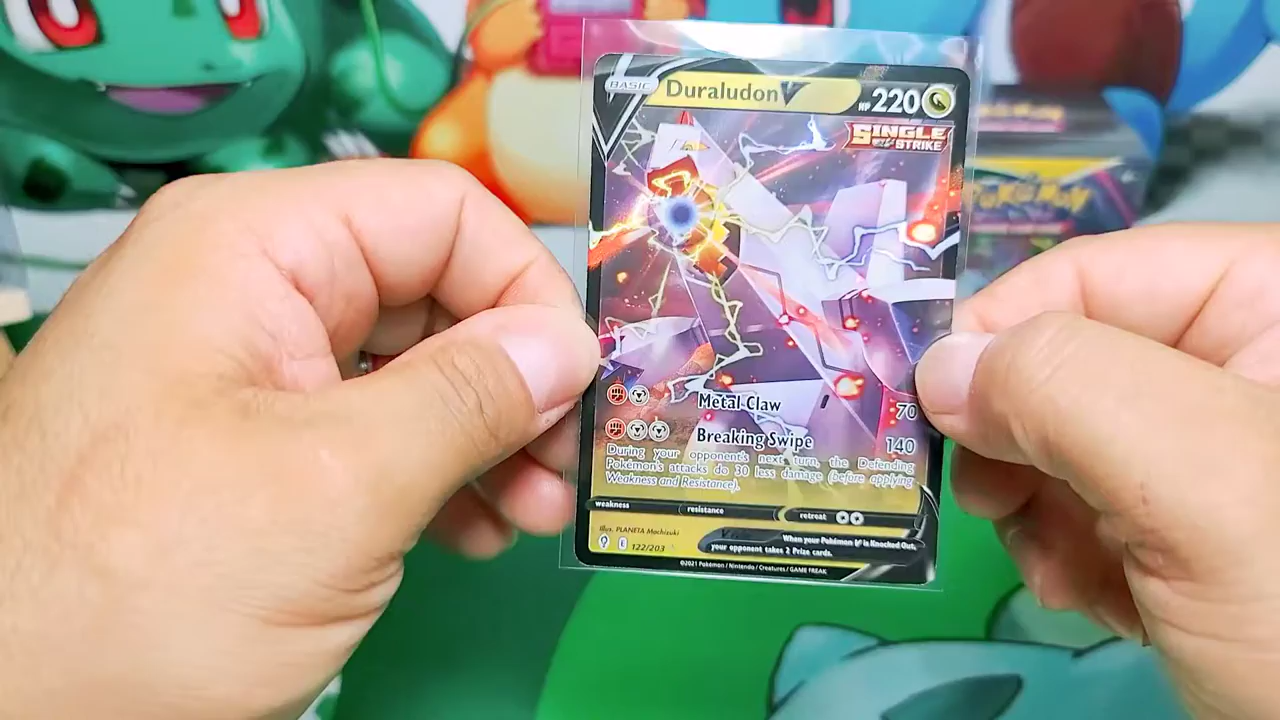 BASIC
Duraludon V
HP 220
SINGLE
STRIKE
Metal Claw 70
Breaking Swipe 140
During your opponent's next turn, the Defending
Pokémon's attacks do 30 less damage (before applying
Weakness and Resistance).
weakness resistance retreat
Illus. PLANETA Mochizuki
E 122/203
When your Pokémon V is Knocked Out,
your opponent takes 2 Prize cards.
©2021 Pokémon / Nintendo / Creatures / GAME FREAK
POKéMON